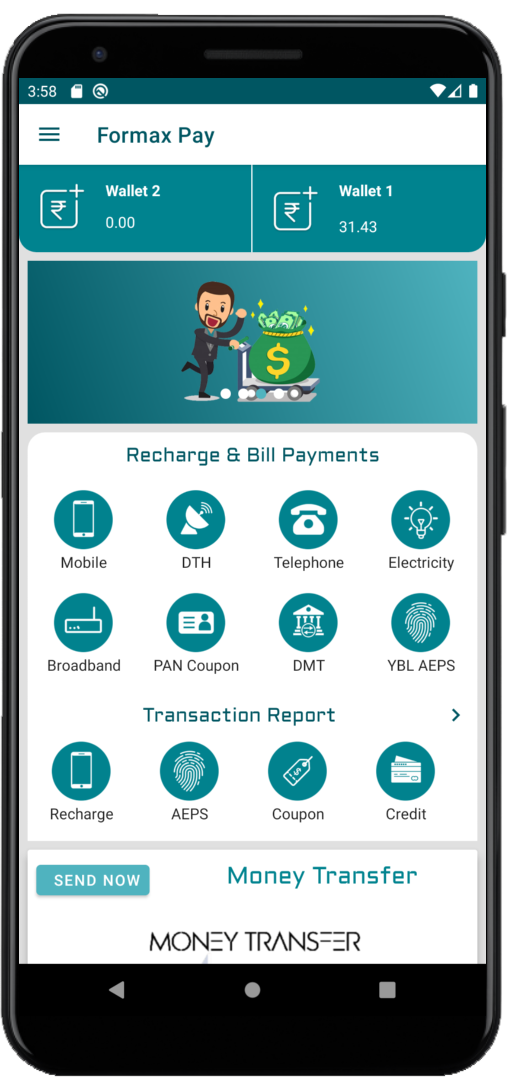 3:58
Formax Pay
Wallet 2
0.00
Wallet 1
31.43
$
Recharge & Bill Payments
Mobile
DTH
Telephone
Electricity
Broadband
PAN Coupon
DMT
YBL AEPS
Transaction Report
Recharge
AEPS
Coupon
Credit
SEND NOW
Money Transfer
MONEY TRANSFER